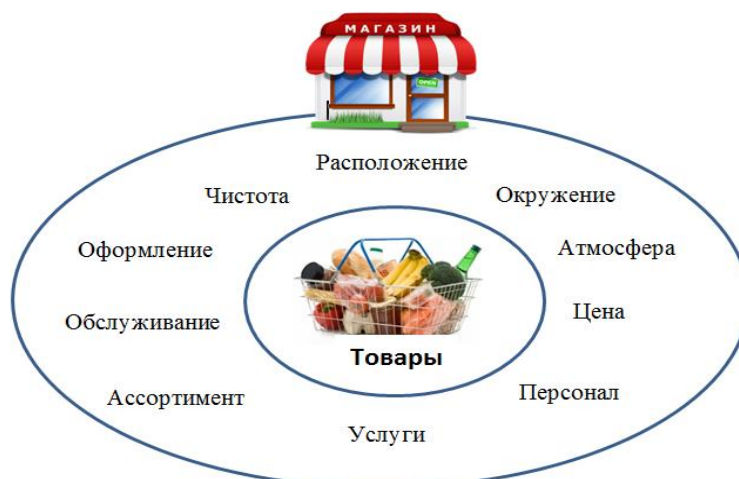 МАГАЗИН
OPEN
Расположение
Чистота
Окружение
Оформление
Атмосфера
Обслуживание
Цена
Товары
Ассортимент
Персонал
Услуги